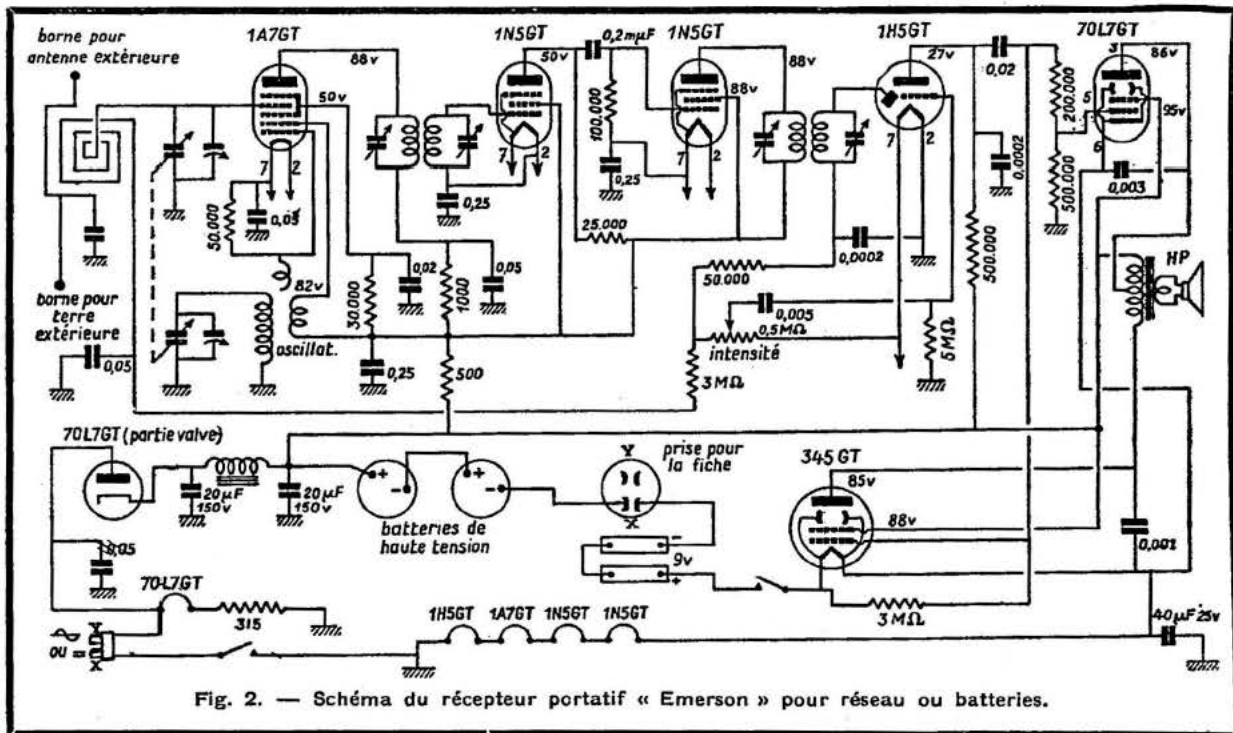 borne pour
antenne extérieure
1A7GT
88v
50v
7
2
50.000
0,05
82v
oscillat.
borne pour
terre
extérieure
0,05
30.000
0,02
1000
0,05
0,25
500
1N5GT
50v
7
2
0,25
0,2mµF
100.000
0,25
25.000
1N5GT
88v
88v
7
2
1H5GT
27v
7
2
0,02
0,0002
0,0002
50.000
0,005
0,5MΩ
intensité
3MΩ
5MΩ
500.000
70L7GT
3
86v
200.000
5
95v
6
500.000
0,003
HP
70L7GT (partie valve)
20µF
150v
20µF
150v
+
-
+
-
batteries de
haute tension
Y
prise pour
la fiche
X
-
9v
+
345GT
85v
88v
0,001
3MΩ
0,05
70L7GT
315
Y
OU =
X
1H5GT
1A7GT
1N5GT
1N5GT
40µF 25v
Fig. 2. — Schéma du récepteur portatif « Emerson » pour réseau ou batteries.